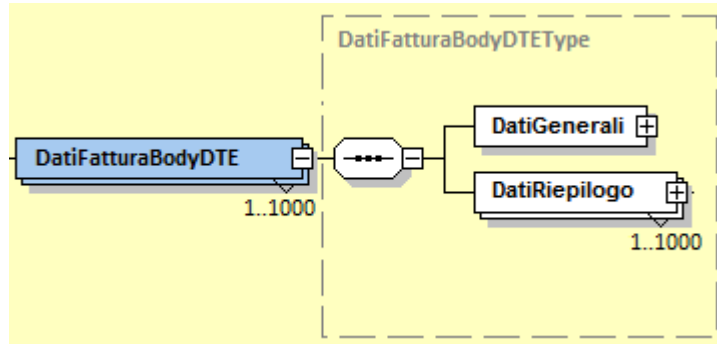 DatiFatturaBodyDTEType
DatiGenerali
DatiFatturaBodyDTE
1..1000
DatiRiepilogo
1..1000